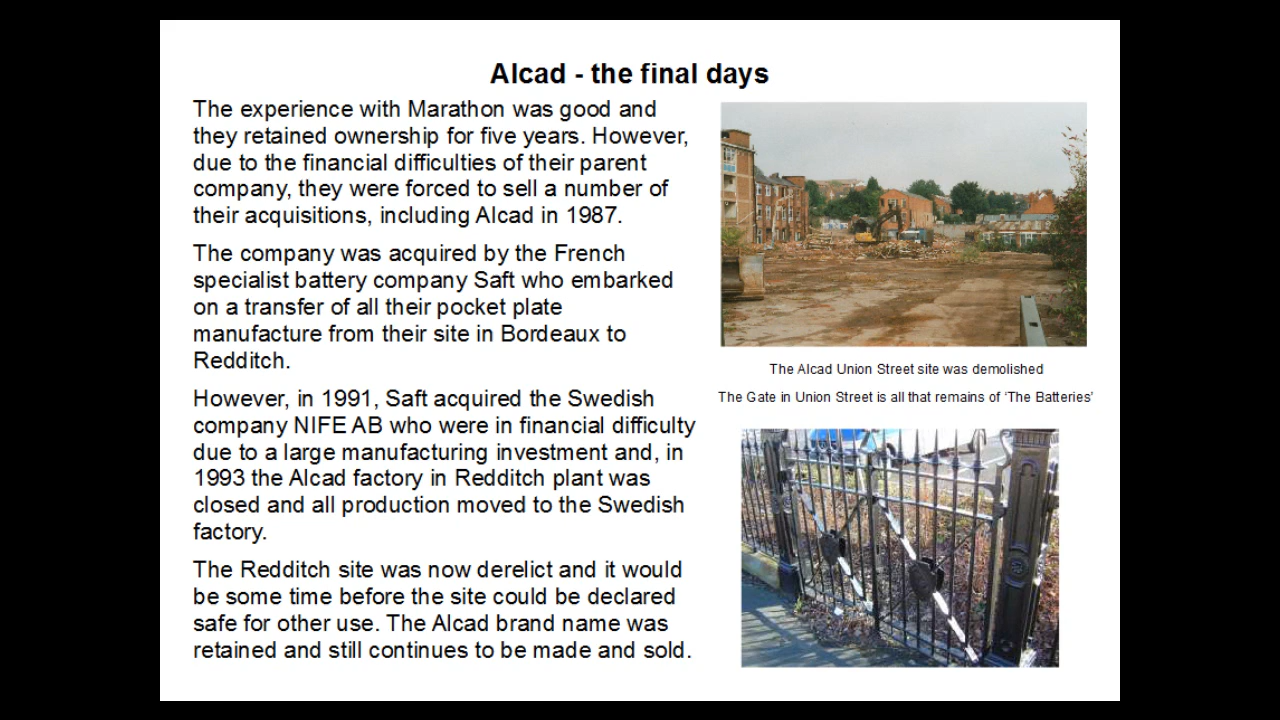 Alcad - the final days
The experience with Marathon was good and
they retained ownership for five years. However,
due to the financial difficulties of their parent
company, they were forced to sell a number of
their acquisitions, including Alcad in 1987.
The company was acquired by the French
specialist battery company Saft who embarked
on a transfer of all their pocket plate
manufacture from their site in Bordeaux to
Redditch.
However, in 1991, Saft acquired the Swedish
company NIFE AB who were in financial difficulty
due to a large manufacturing investment and, in
1993 the Alcad factory in Redditch plant was
closed and all production moved to the Swedish
factory.
The Redditch site was now derelict and it would
be some time before the site could be declared
safe for other use. The Alcad brand name was
retained and still continues to be made and sold.
The Alcad Union Street site was demolished
The Gate in Union Street is all that remains of ‘The Batteries’